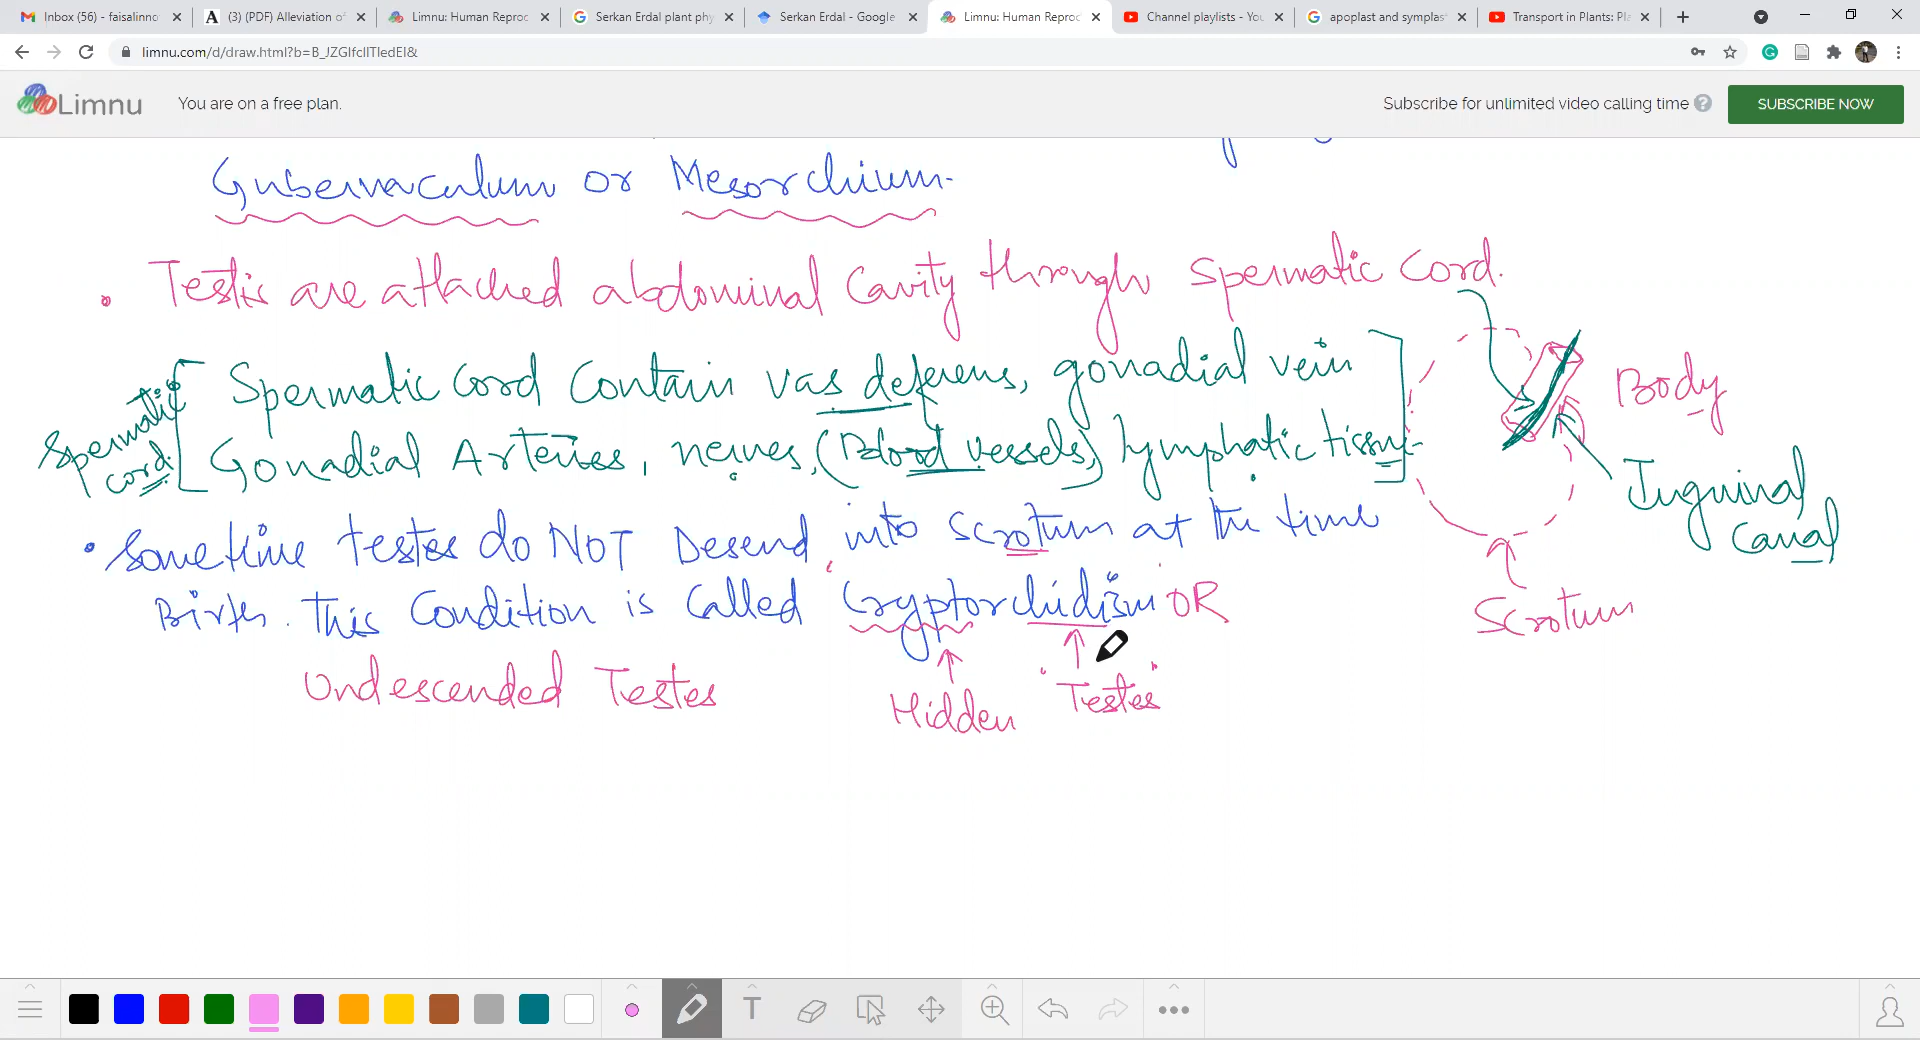 Inbox (56) - faisalinno
(3) (PDF) Alleviation of
Limnu: Human Reproc
Serkan Erdal plant phy
Serkan Erdal - Google
Limnu: Human Reproc
Channel playlists - You
apoplast and symplas
Transport in Plants: Pla
limnu.com/d/draw.html?b=B_JZGIfcIlTledEI&
Limnu
You are on a free plan.
Subscribe for unlimited video calling time ?
SUBSCRIBE NOW
Gubernaculum or Mesorchium.
Testis are attached abdominal Cavity through Spermatic Cord.
Spermatic Cord Contain vas deferens, gonadial vein
Gonadial Arteries, nerves, (Blood vessels) lymphatic tissue
Spermatic
cord
Body
Inguinal
Canal
Scrotum
Sometime testes do NOT Desend into Scrotum at the time
Birth. This Condition is Called "Cryptorchidism" OR
Undescended Testes
Hidden
"Testes"
T